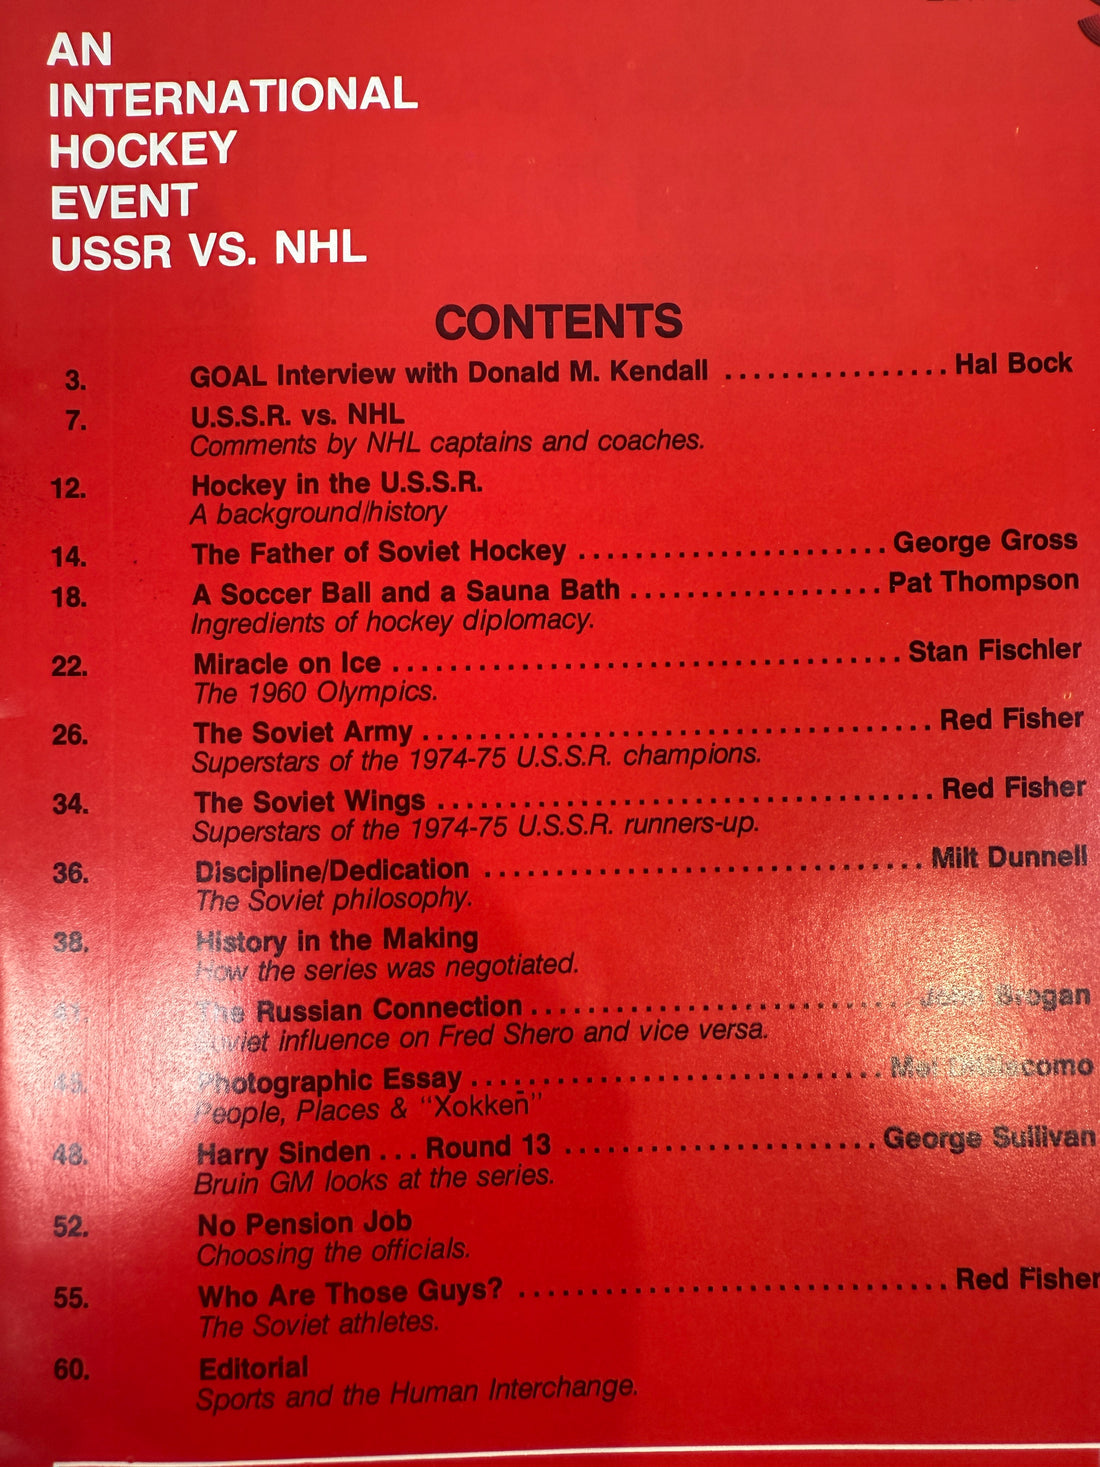 AN
INTERNATIONAL
HOCKEY
EVENT
USSR VS. NHL
CONTENTS
3. GOAL Interview with Donald M. Kendall ................ Hal Bock
7. U.S.S.R. vs. NHL
Comments by NHL captains and coaches.
12. Hockey in the U.S.S.R.
A background/history
14. The Father of Soviet Hockey ...................... George Gross
18. A Soccer Ball and a Sauna Bath .................. Pat Thompson
Ingredients of hockey diplomacy.
22. Miracle on Ice .................................... Stan Fischler
The 1960 Olympics.
26. The Soviet Army .................................... Red Fisher
Superstars of the 1974-75 U.S.S.R. champions.
34. The Soviet Wings ................................... Red Fisher
Superstars of the 1974-75 U.S.S.R. runners-up.
36. Discipline/Dedication ............................... Milt Dunnell
The Soviet philosophy.
38. History in the Making
How the series was negotiated.
The Russian Connection .......................... Brogan
Soviet influence on Fred Shero and vice versa.
Photographic Essay .............................
People, Places & "Xokkeñ"
48. Harry Sinden ... Round 13 ...................... George Sullivan
Bruin GM looks at the series.
52. No Pension Job
Choosing the officials.
55. Who Are Those Guys? .............................. Red Fisher
The Soviet athletes.
60. Editorial
Sports and the Human Interchange.